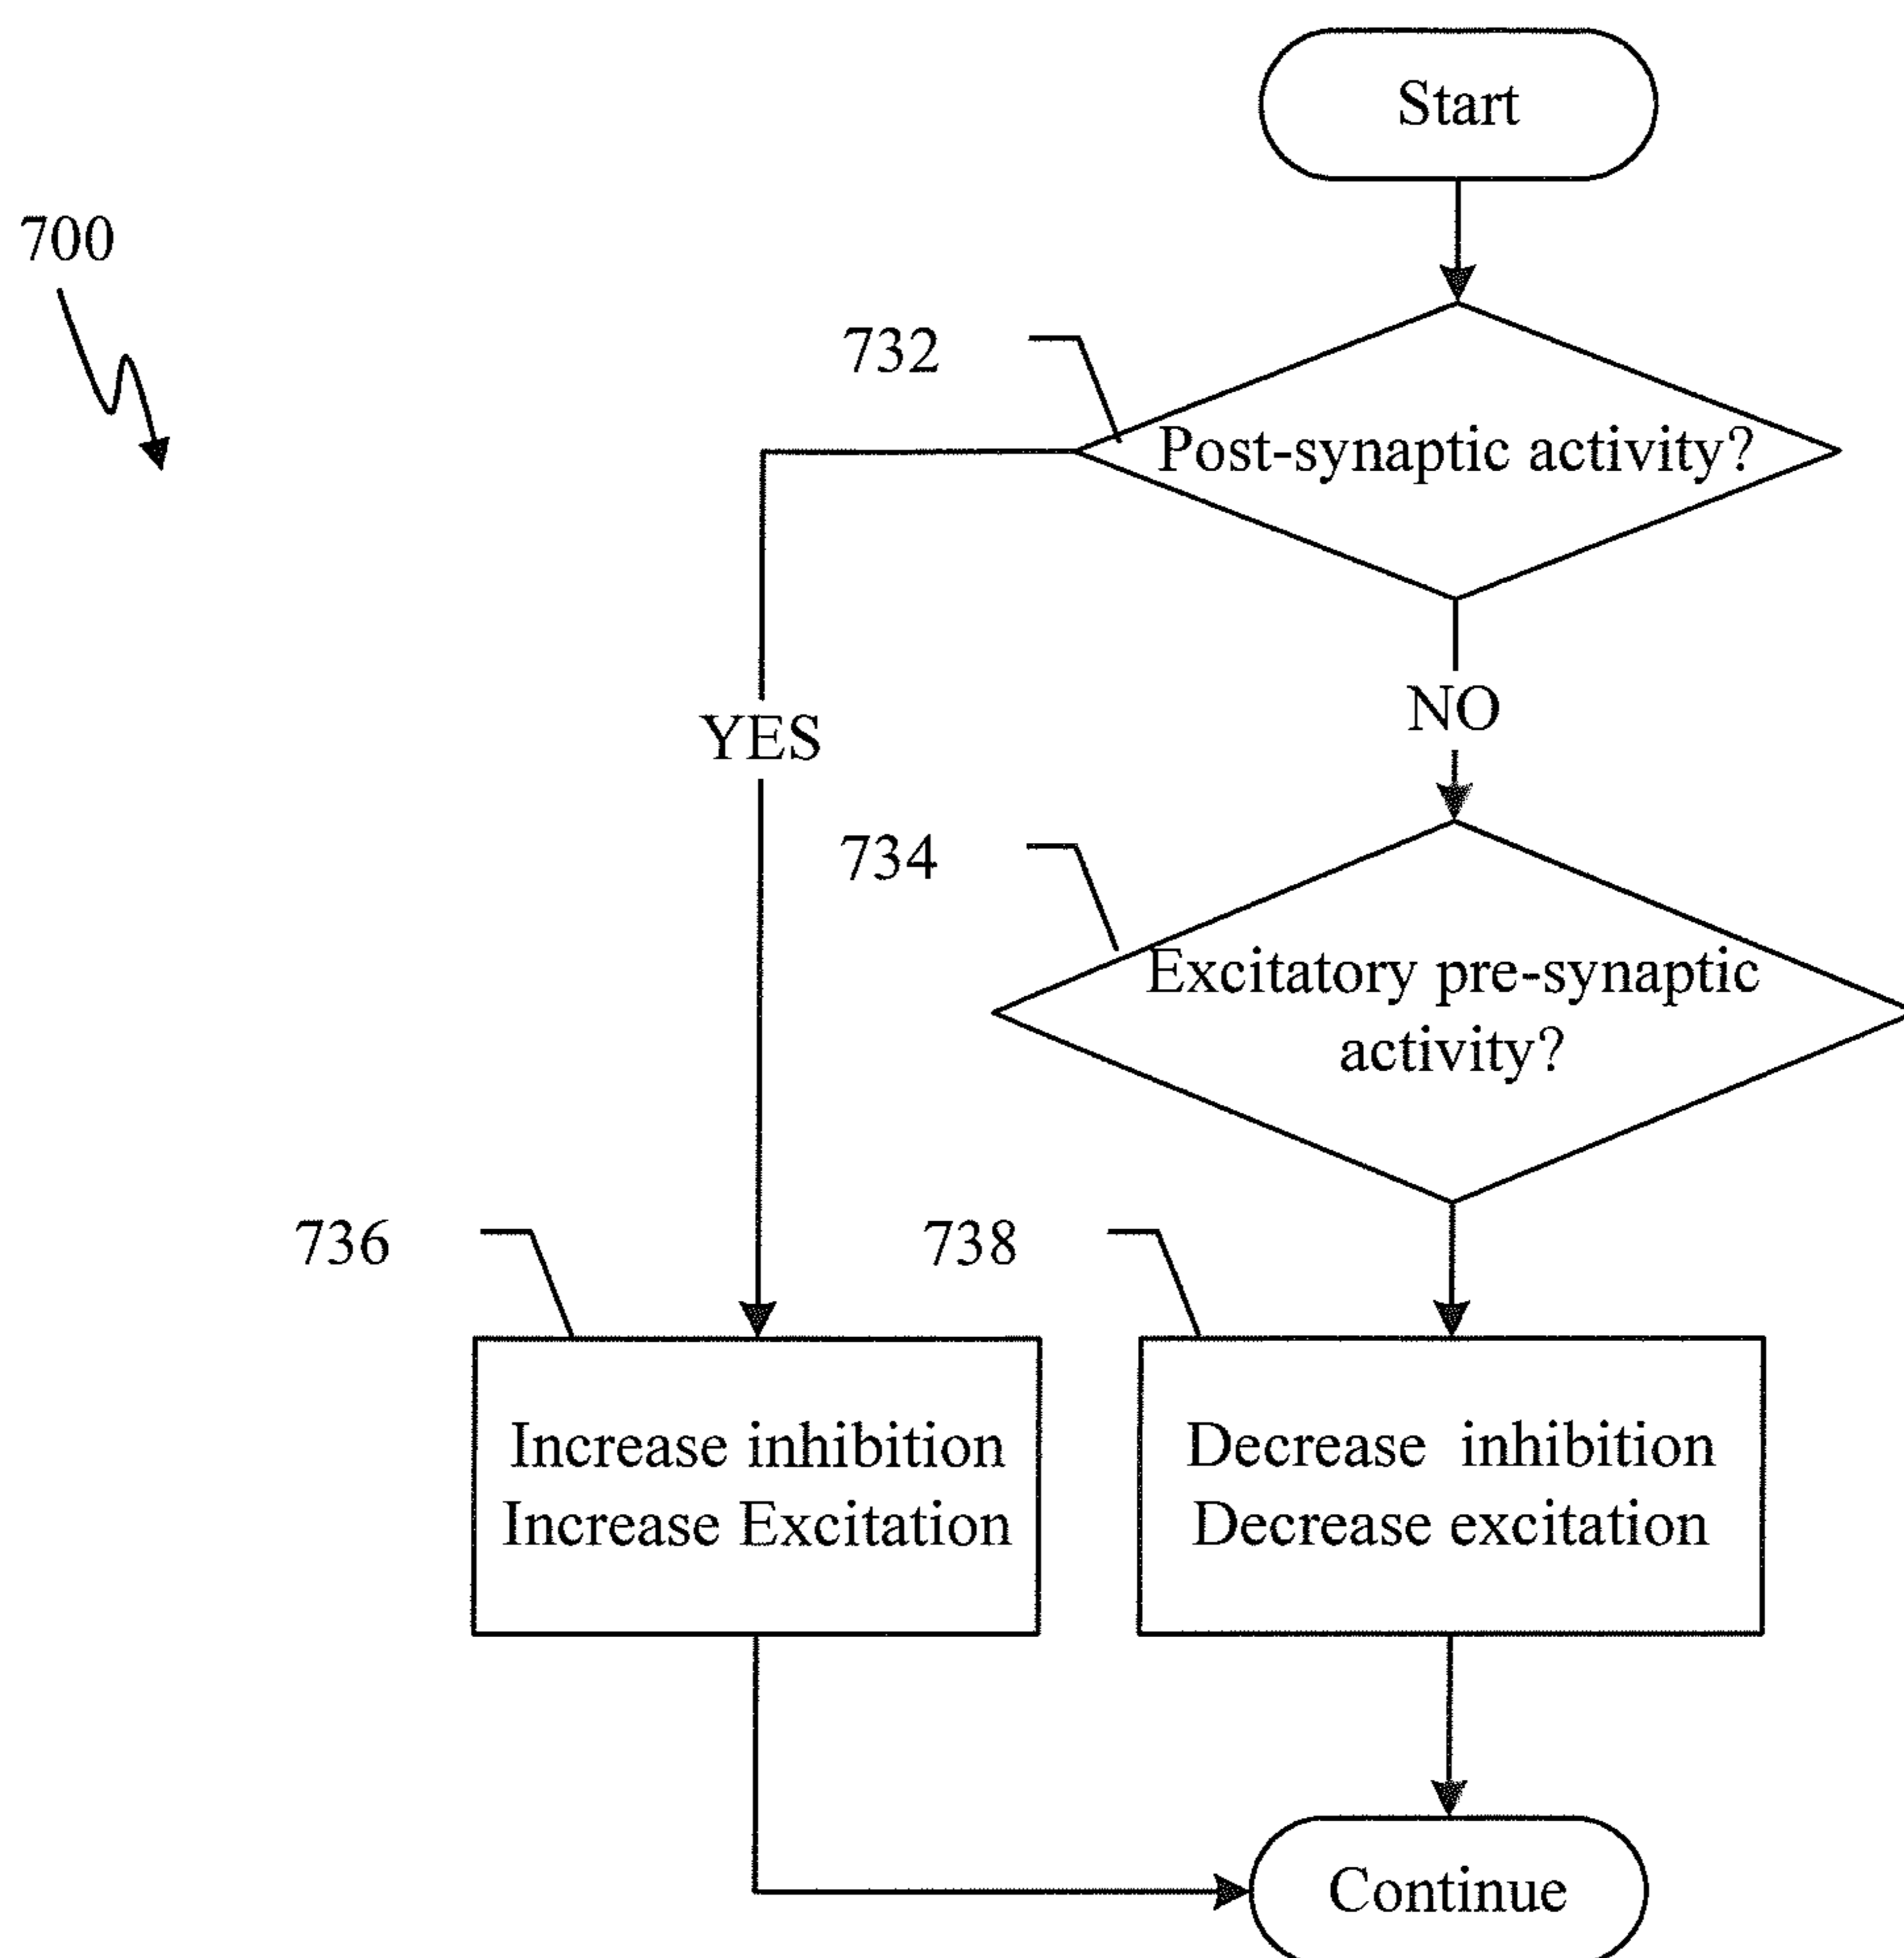 Start
700
732
Post-synaptic activity?
YES
NO
734
Excitatory pre-synaptic
activity?
736
738
Increase inhibition
Increase Excitation
Decrease inhibition
Decrease excitation
Continue